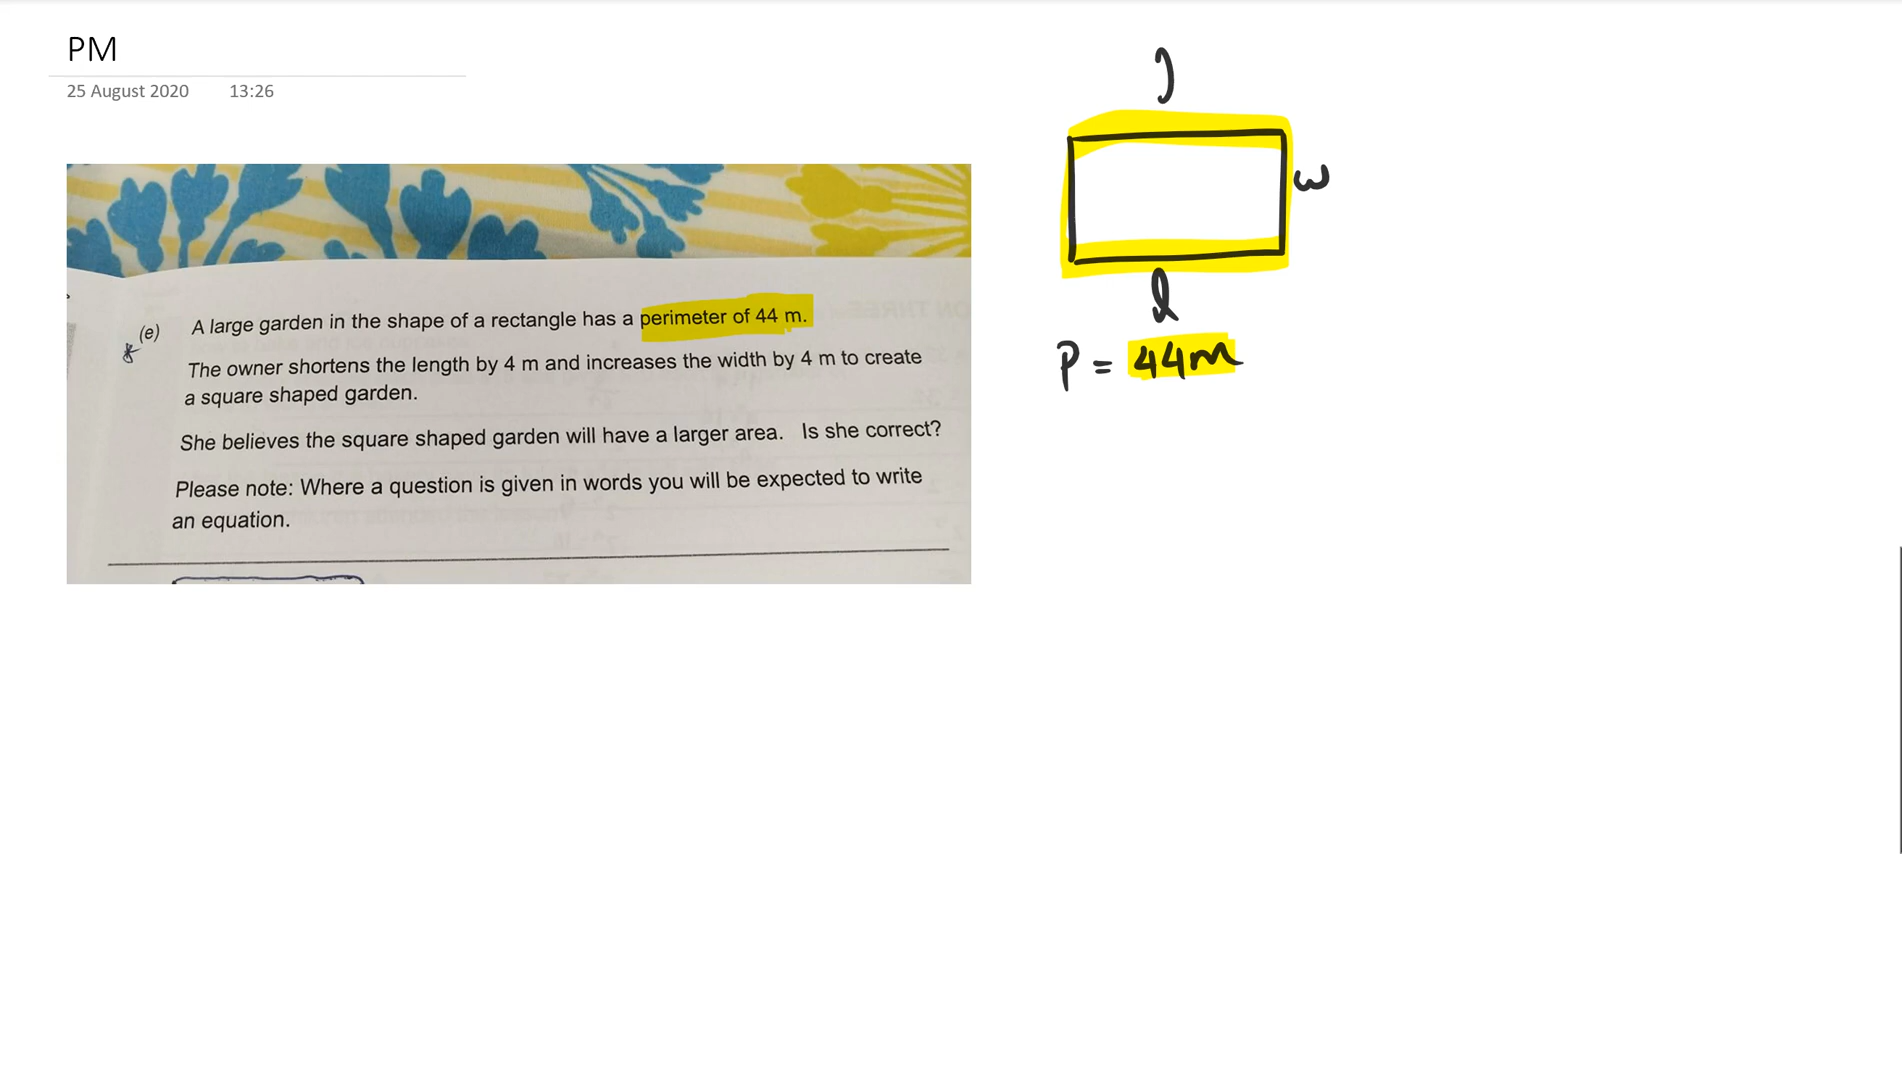 PM
25 August 2020 13:26
(e) A large garden in the shape of a rectangle has a perimeter of 44 m.
The owner shortens the length by 4 m and increases the width by 4 m to create
a square shaped garden.
She believes the square shaped garden will have a larger area. Is she correct?
Please note: Where a question is given in words you will be expected to write
an equation.
w
l
P = 44m